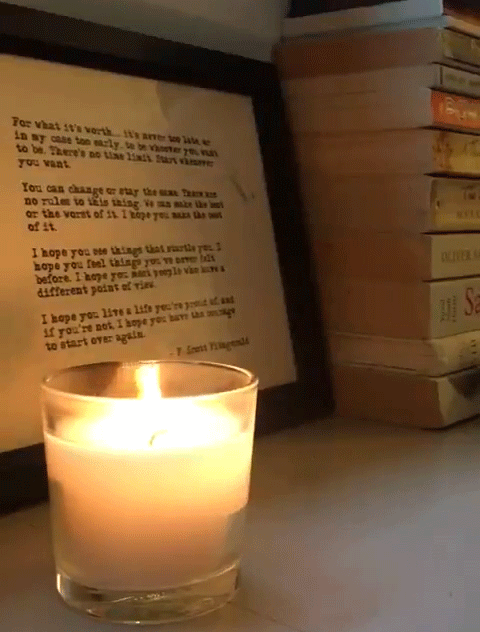 For what it's worth... it's never too late, or
in my case too early, to be whoever you want
to be. There's no time limit. Start whenever
you want.
You can change or stay the same. There are
no rules to this thing. We can make the best
or the worst of it. I hope you make the best
of it.
I hope you see things that startle you. I
hope you feel things you've never felt
before. I hope you meet people who have a
different point of view.
I hope you live a life you're proud of, and
if you're not, I hope you have the courage
to start over again.
- F. Scott Fitzgerald
OLIVER
Sa